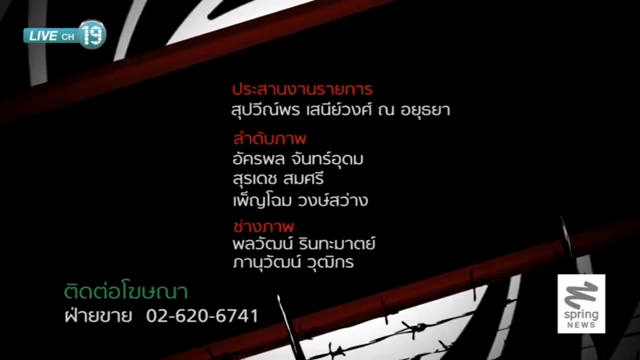 LIVE CH 19
ประสานงานรายการ
สุปวีณ์พร เสนีย์วงศ์ ณ อยุธยา
ลำดับภาพ
อัครพล จันทร์อุดม
สุรเดช สมศรี
เพ็ญโฉม วงษ์สว่าง
ช่างภาพ
พลวัฒน์ รินทะมาตย์
ภานุวัฒน์ วุฒิกร
ติดต่อโฆษณา
ฝ่ายขาย 02-620-6741
spring
NEWS